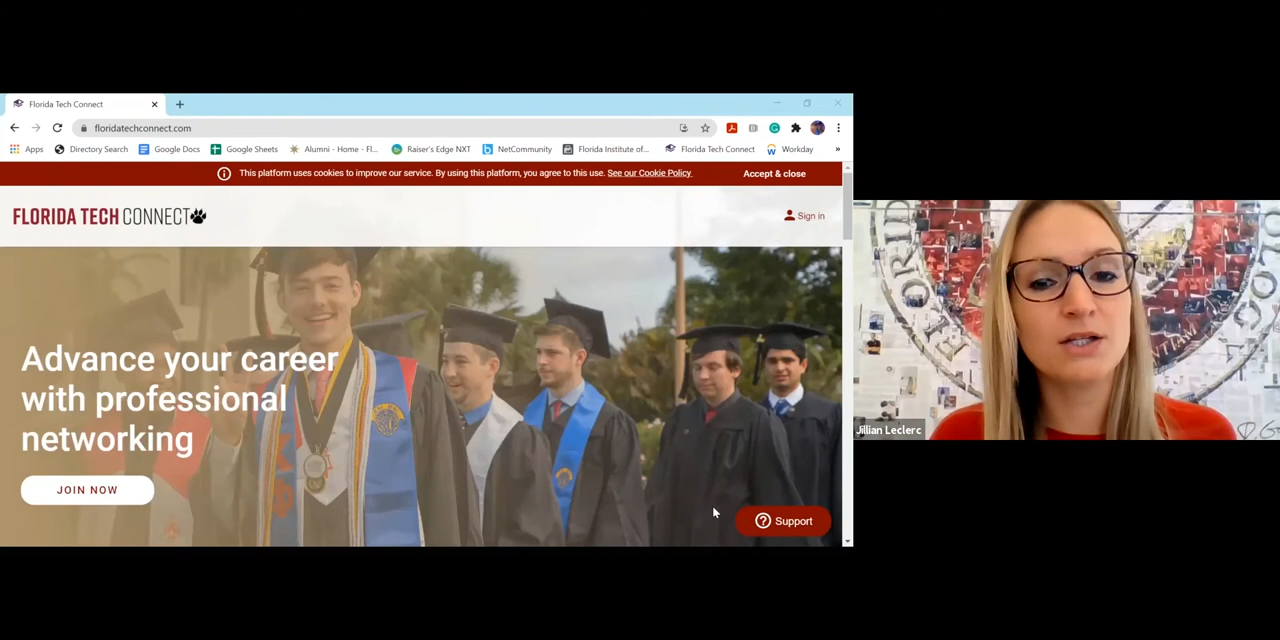 Florida Tech Connect
floridatechconnect.com
Apps Directory Search Google Docs Google Sheets Alumni - Home - Fl... Raiser's Edge NXT NetCommunity Florida Institute of... Florida Tech Connect Workday »
This platform uses cookies to improve our service. By using this platform, you agree to this use. See our Cookie Policy Accept & close
FLORIDA TECH CONNECT Sign in
Advance your career
with professional
networking
JOIN NOW
Support
Jillian Leclerc